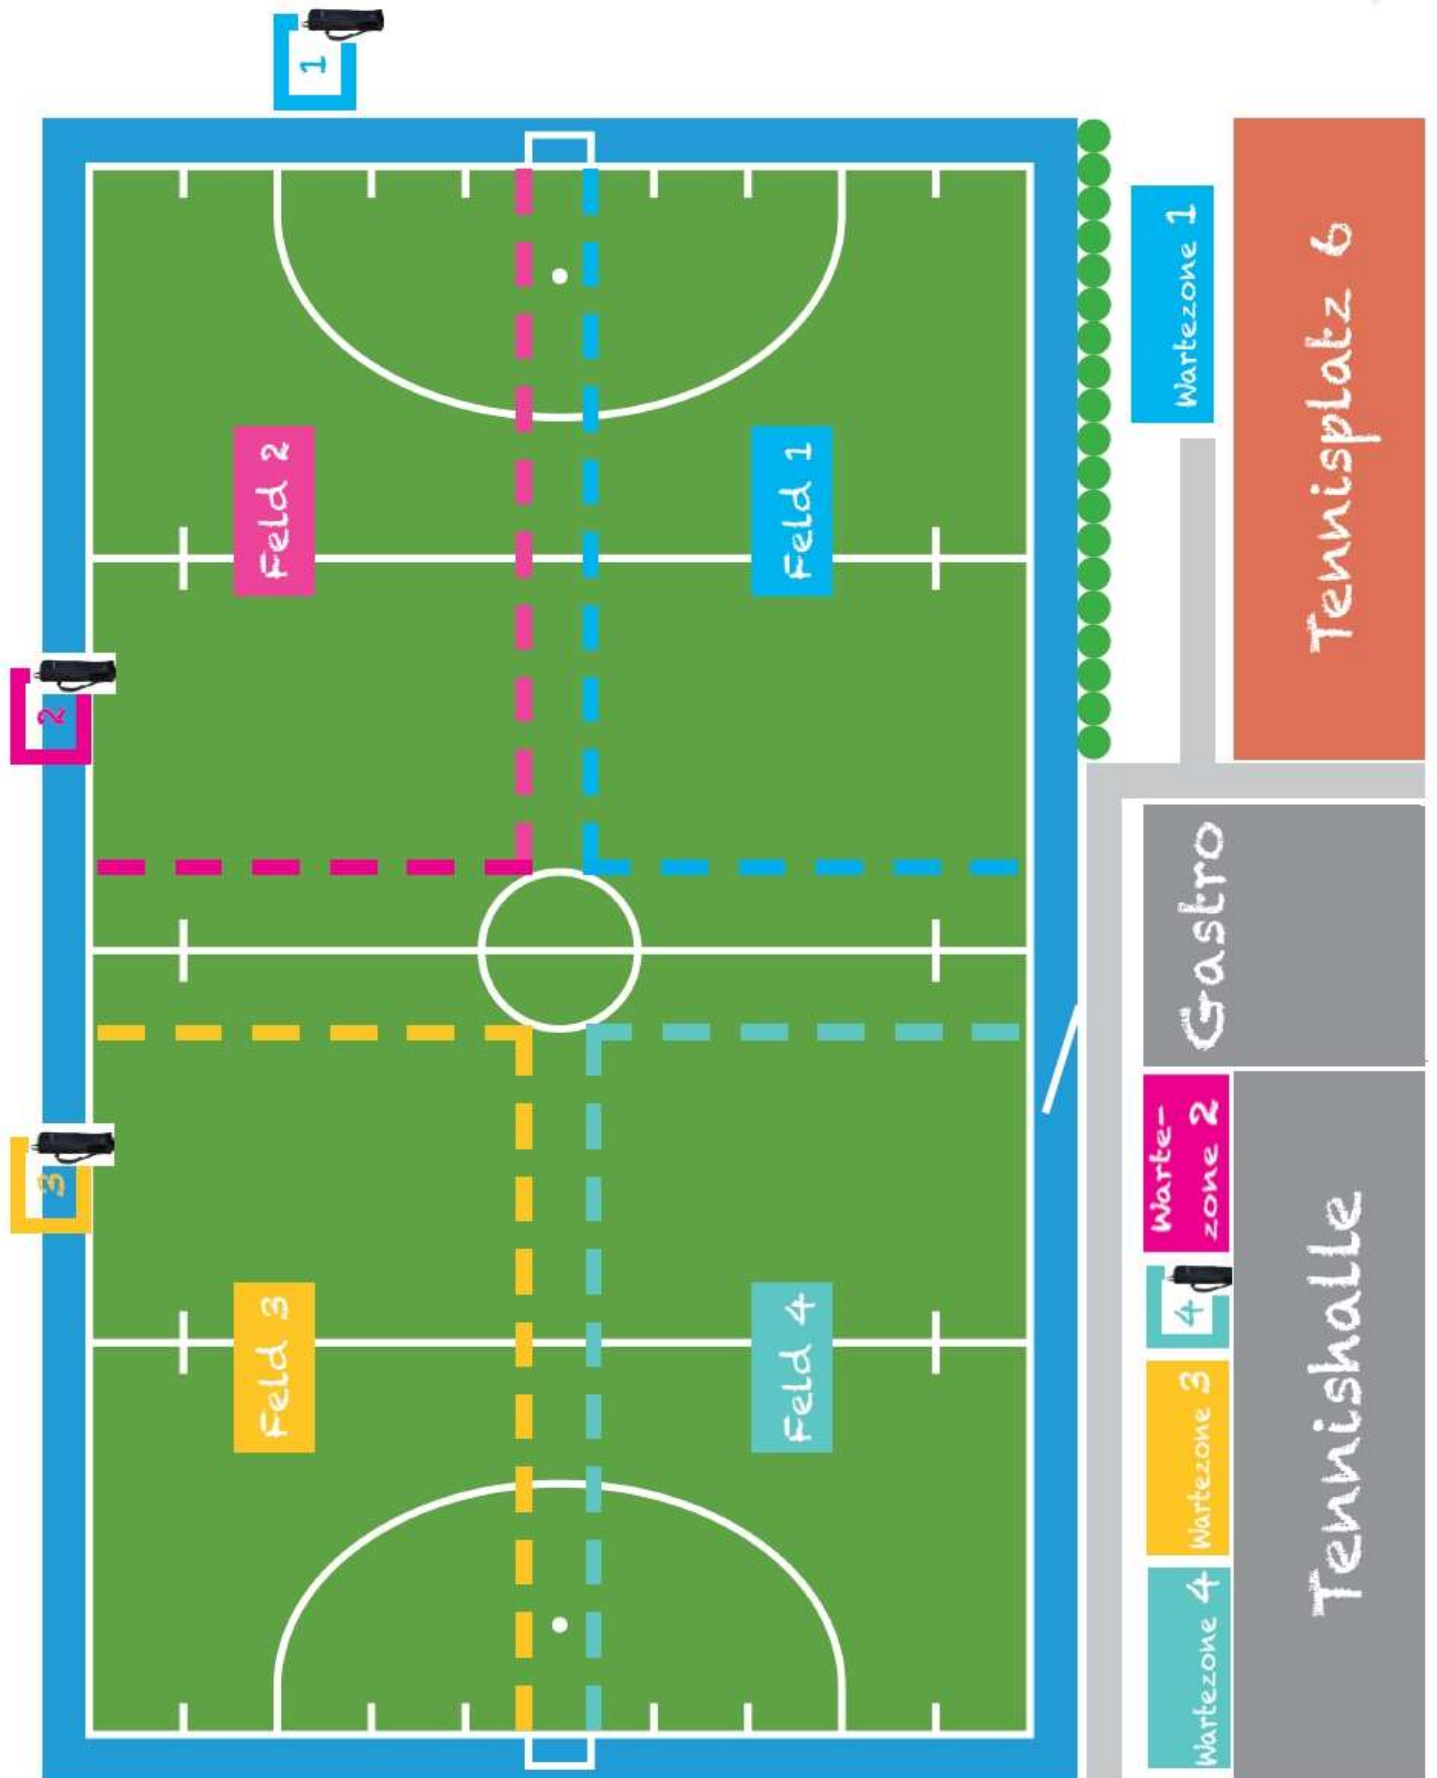 1
2
3
Feld 2
Feld 1
Feld 3
Feld 4
Wartezone 1
Tennisplatz 6
Gastro
Warte-
zone 2
4
Wartezone 3
Wartezone 4
Tennishalle